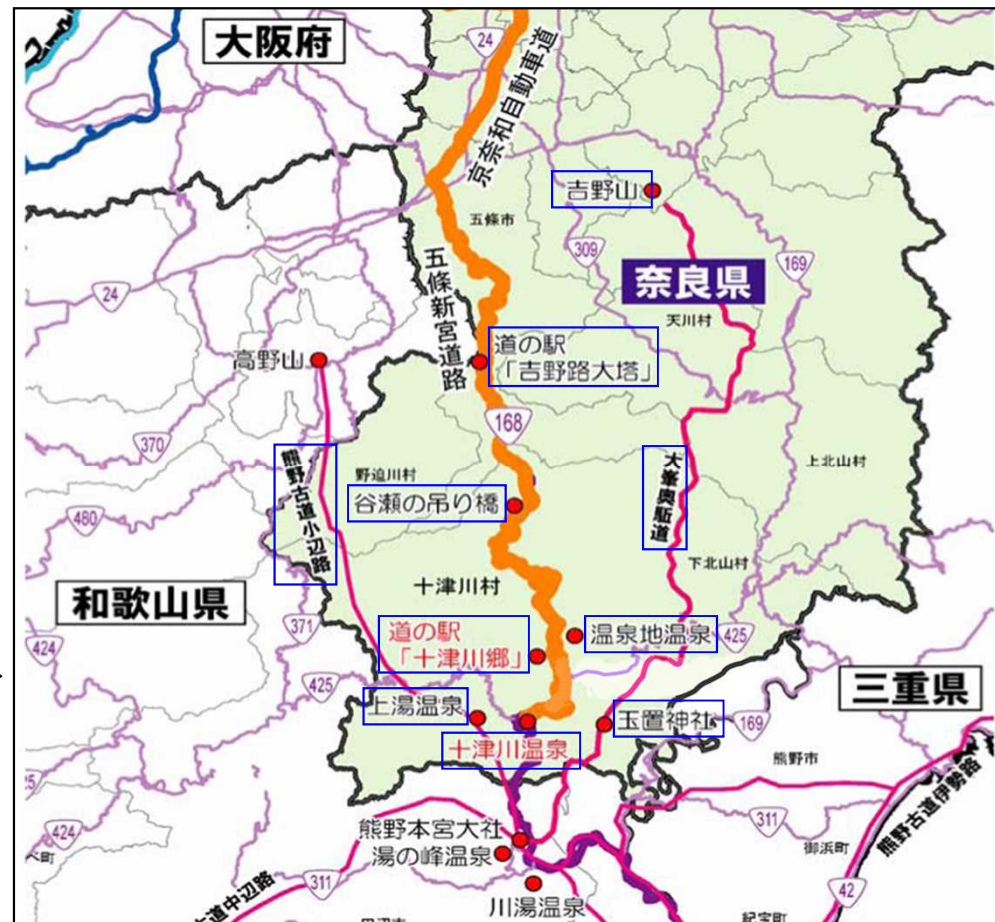 大阪府
24
京奈和自動車道
吉野山
五條市
309
169
五條新宮道路
奈良県
24
天川村
道の駅
「吉野路大塔」
高野山
168
370
熊野古道小辺路
大峯奥駈道
上北山村
野迫川村
谷瀬の吊り橋
480
下北山村
十津川村
和歌山県
371
道の駅
「十津川郷」
温泉地温泉
425
424
425
三重県
上湯温泉
玉置神社
169
十津川温泉
熊野市
熊野古道伊勢路
424
311
熊野本宮大社
湯の峰温泉
御浜町
311
42
川湯温泉
紀宝町